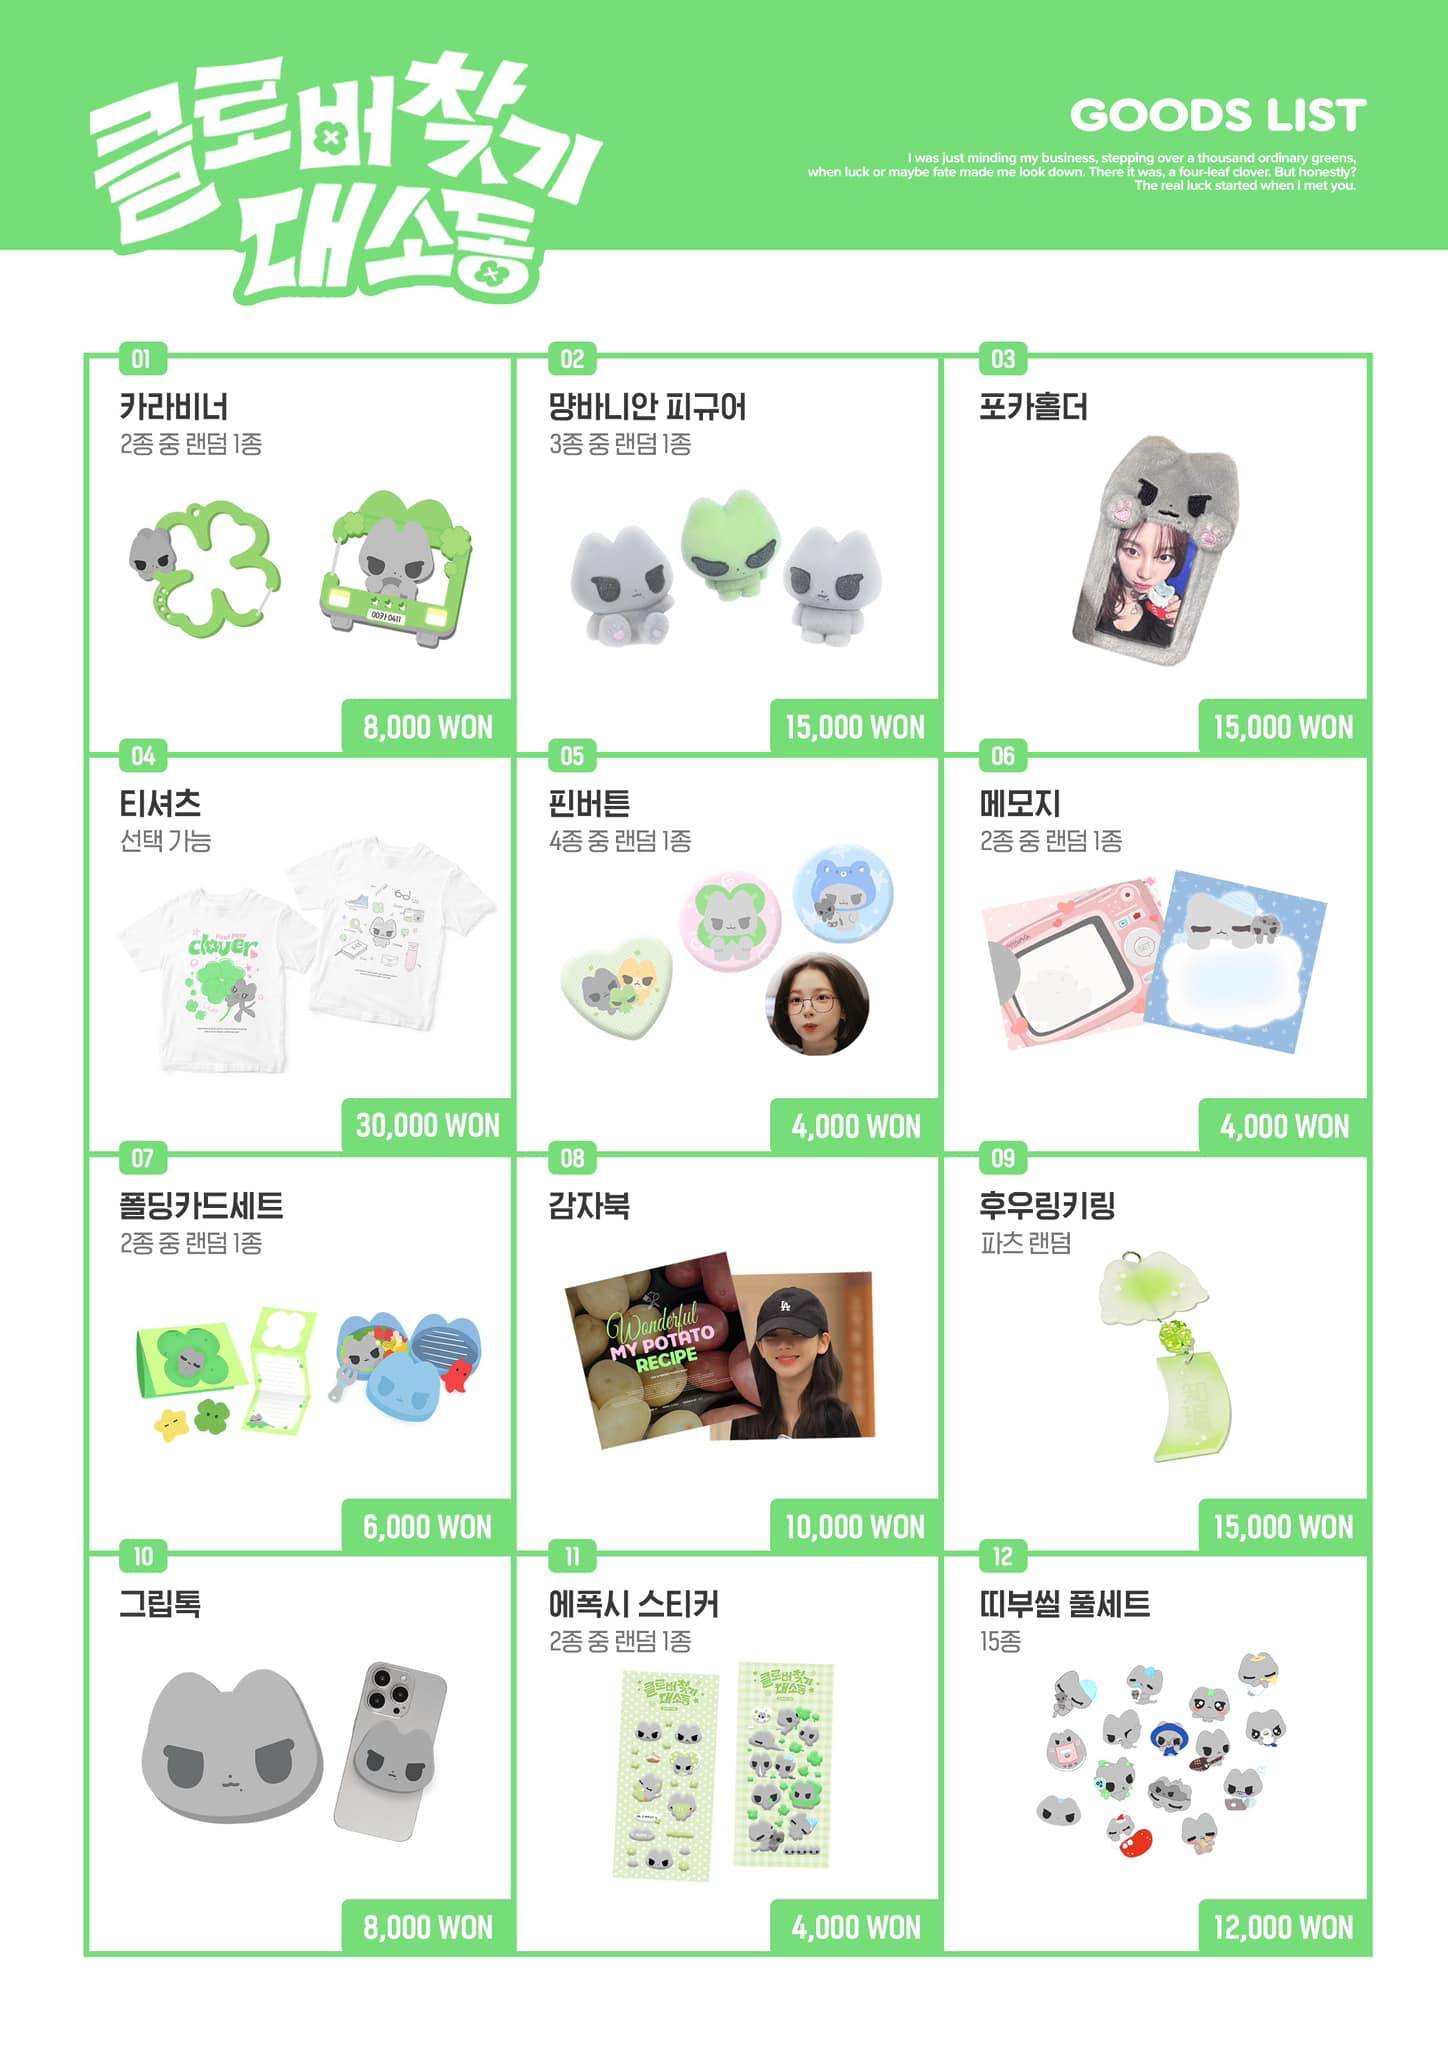 클로버찾기
대소동
GOODS LIST
I was just minding my business, stepping over a thousand ordinary greens,
when luck or maybe fate made me look down. There it was, a four-leaf clover. But honestly?
The real luck started when I met you.
01
카라비너
2종 중 랜덤 1종
00카 0411
8,000 WON
02
먕바니안 피규어
3종 중 랜덤 1종
15,000 WON
03
포카홀더
15,000 WON
04
티셔츠
선택 가능
Find your
clover
30,000 WON
05
핀버튼
4종 중 랜덤 1종
4,000 WON
06
메모지
2종 중 랜덤 1종
SET
4,000 WON
07
폴딩카드세트
2종 중 랜덤 1종
6,000 WON
08
감자북
Wonderful
MY POTATO
RECIPE
LA
10,000 WON
09
후우링키링
파츠 랜덤
15,000 WON
10
그립톡
8,000 WON
11
에폭시 스티커
2종 중 랜덤 1종
클로버찾기
대소동
클로버찾기
대소동
4,000 WON
12
띠부씰 풀세트
15종
12,000 WON